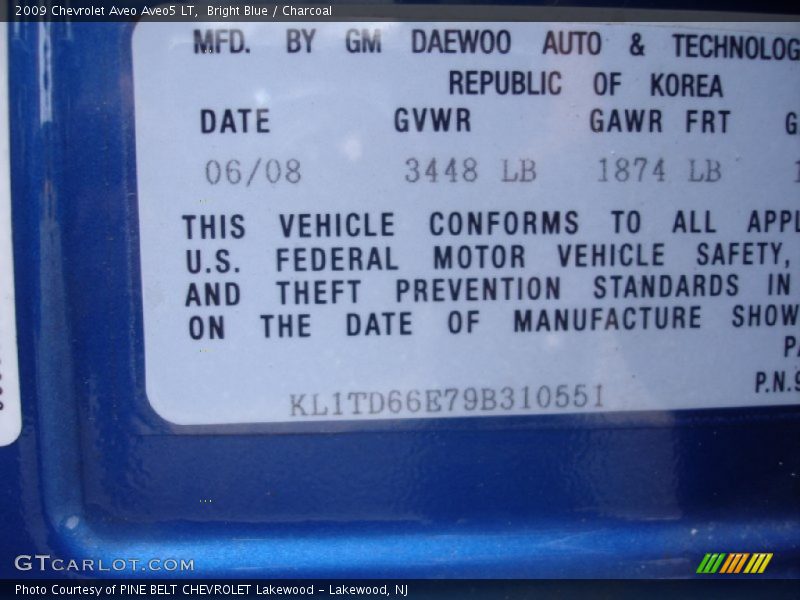 2009 Chevrolet Aveo Aveo5 LT, Bright Blue / Charcoal
MFD. BY GM DAEWOO AUTO & TECHNOLOG
REPUBLIC OF KOREA
DATE GVWR GAWR FRT G
06/08 3448 LB 1874 LB 1
THIS VEHICLE CONFORMS TO ALL APPL
U.S. FEDERAL MOTOR VEHICLE SAFETY,
AND THEFT PREVENTION STANDARDS IN
ON THE DATE OF MANUFACTURE SHOW
PA
P.N.9
KL1TD66E79B310551
GTCARLOT.COM
Photo Courtesy of PINE BELT CHEVROLET Lakewood - Lakewood, NJ